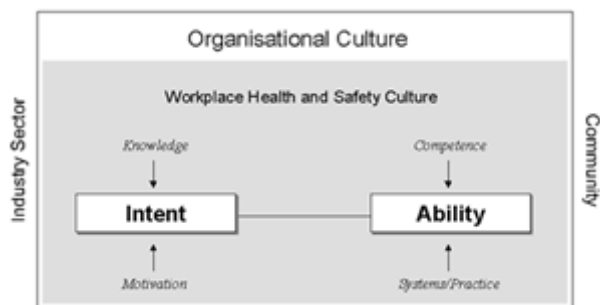 Organisational Culture
Workplace Health and Safety Culture
Industry Sector
Community
Knowledge
Competence
Intent
Ability
Motivation
Systems/Practice